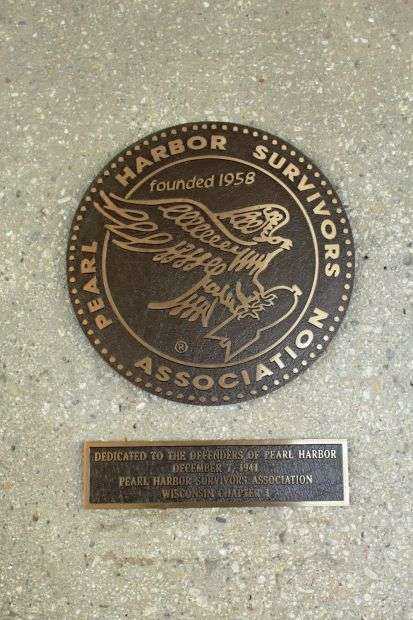 PEARL HARBOR SURVIVORS ASSOCIATION
founded 1958
®
DEDICATED TO THE DEFENDERS OF PEARL HARBOR
DECEMBER 7, 1941
PEARL HARBOR SURVIVORS ASSOCIATION
WISCONSIN CHAPTER 1